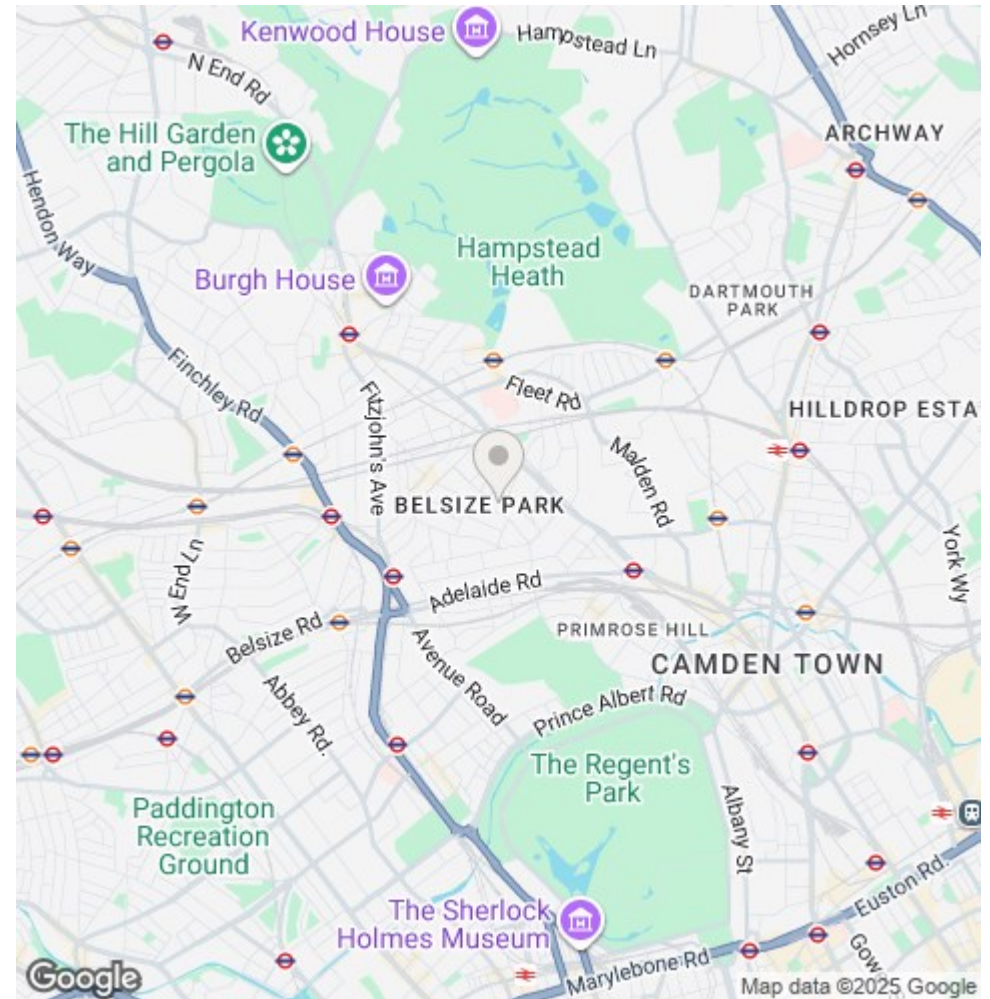 Kenwood House
Hampstead Ln
Hornsey Ln
N End Rd
The Hill Garden
and Pergola
ARCHWAY
Hendon Way
Hampstead
Heath
Burgh House
DARTMOUTH
PARK
Finchley Rd
Fitzjohn's Ave
Fleet Rd
HILLDROP ESTA
Malden Rd
BELSIZE PARK
York Wy
W End Ln
Adelaide Rd
Belsize Rd
PRIMROSE HILL
Avenue Road
CAMDEN TOWN
Abbey Rd.
Prince Albert Rd
The Regent's
Park
Albany St
Paddington
Recreation
Ground
Euston Rd.
The Sherlock
Holmes Museum
Gow
Marylebone Rd
Google
Map data ©2025 Google